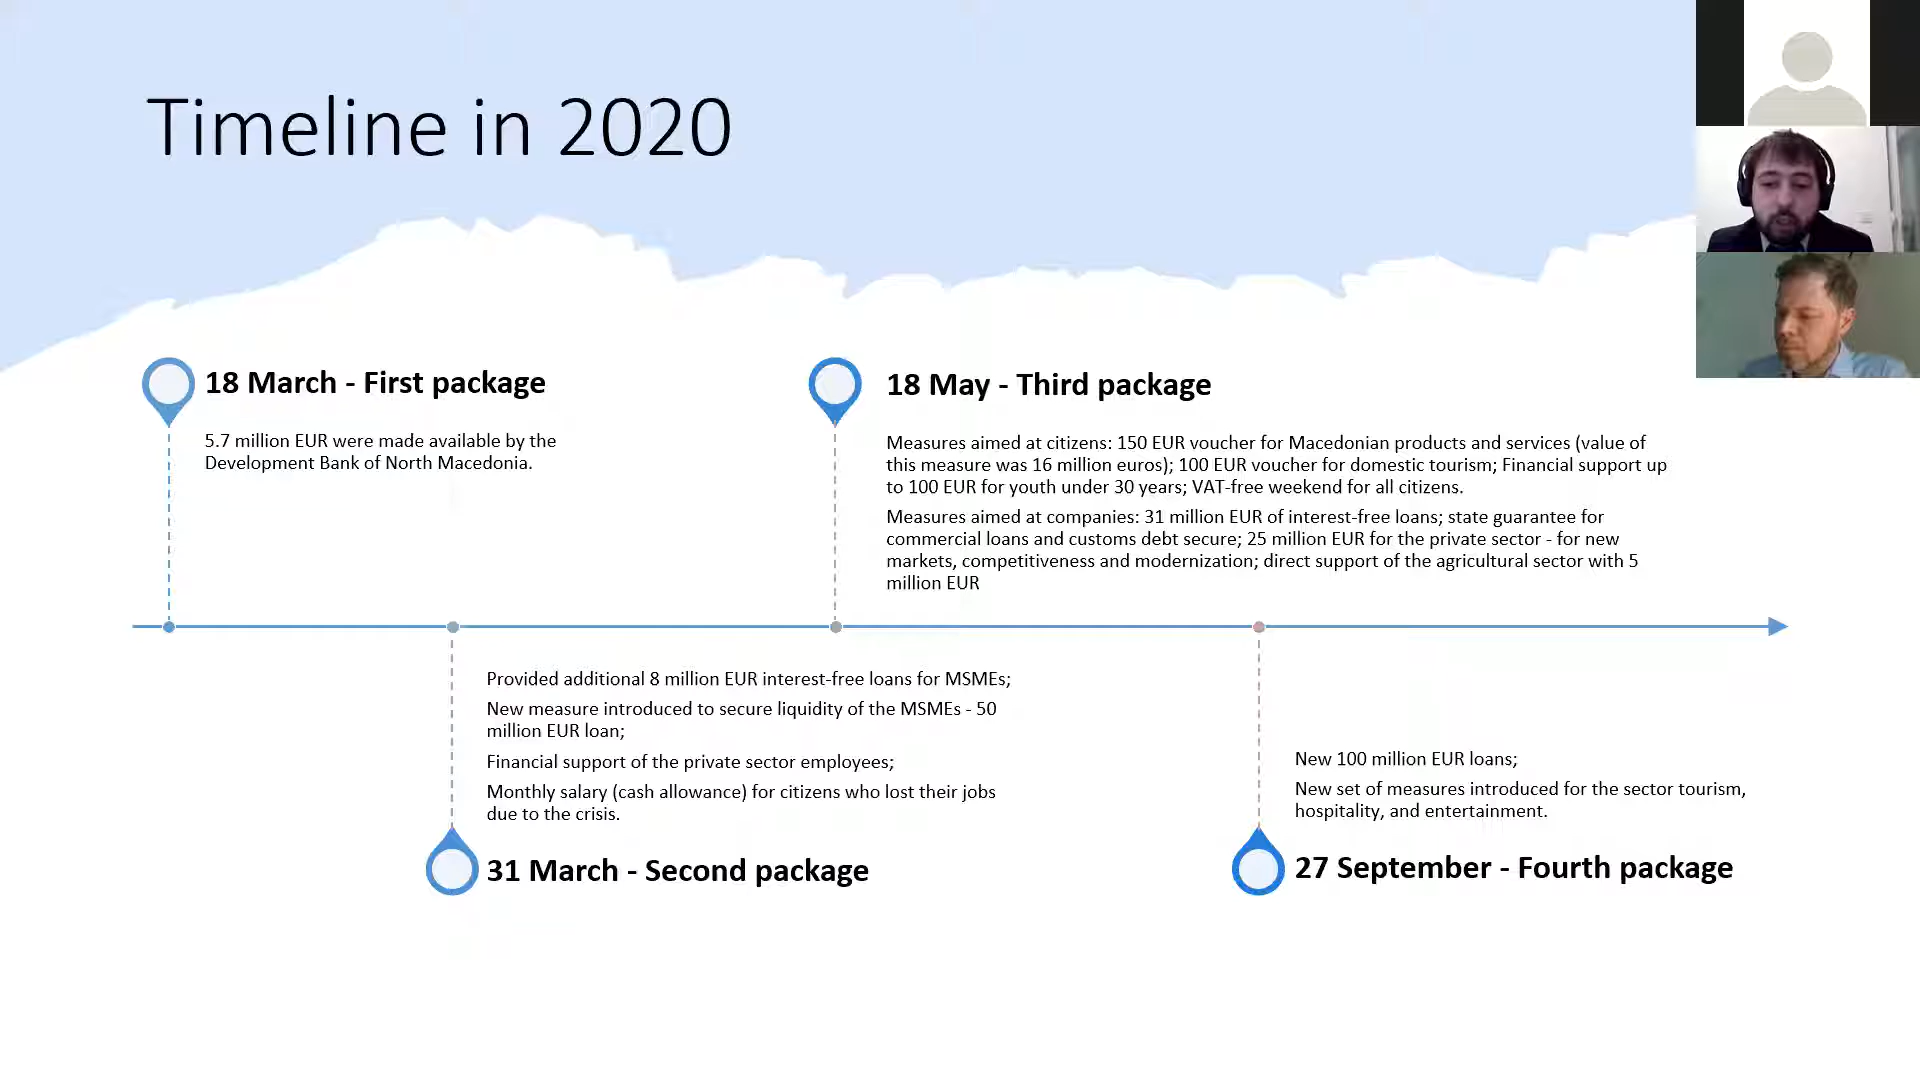 Timeline in 2020
18 March - First package
5.7 million EUR were made available by the
Development Bank of North Macedonia.
18 May - Third package
Measures aimed at citizens: 150 EUR voucher for Macedonian products and services (value of
this measure was 16 million euros); 100 EUR voucher for domestic tourism; Financial support up
to 100 EUR for youth under 30 years; VAT-free weekend for all citizens.
Measures aimed at companies: 31 million EUR of interest-free loans; state guarantee for
commercial loans and customs debt secure; 25 million EUR for the private sector - for new
markets, competitiveness and modernization; direct support of the agricultural sector with 5
million EUR
Provided additional 8 million EUR interest-free loans for MSMEs;
New measure introduced to secure liquidity of the MSMEs - 50
million EUR loan;
Financial support of the private sector employees;
Monthly salary (cash allowance) for citizens who lost their jobs
due to the crisis.
31 March - Second package
New 100 million EUR loans;
New set of measures introduced for the sector tourism,
hospitality, and entertainment.
27 September - Fourth package